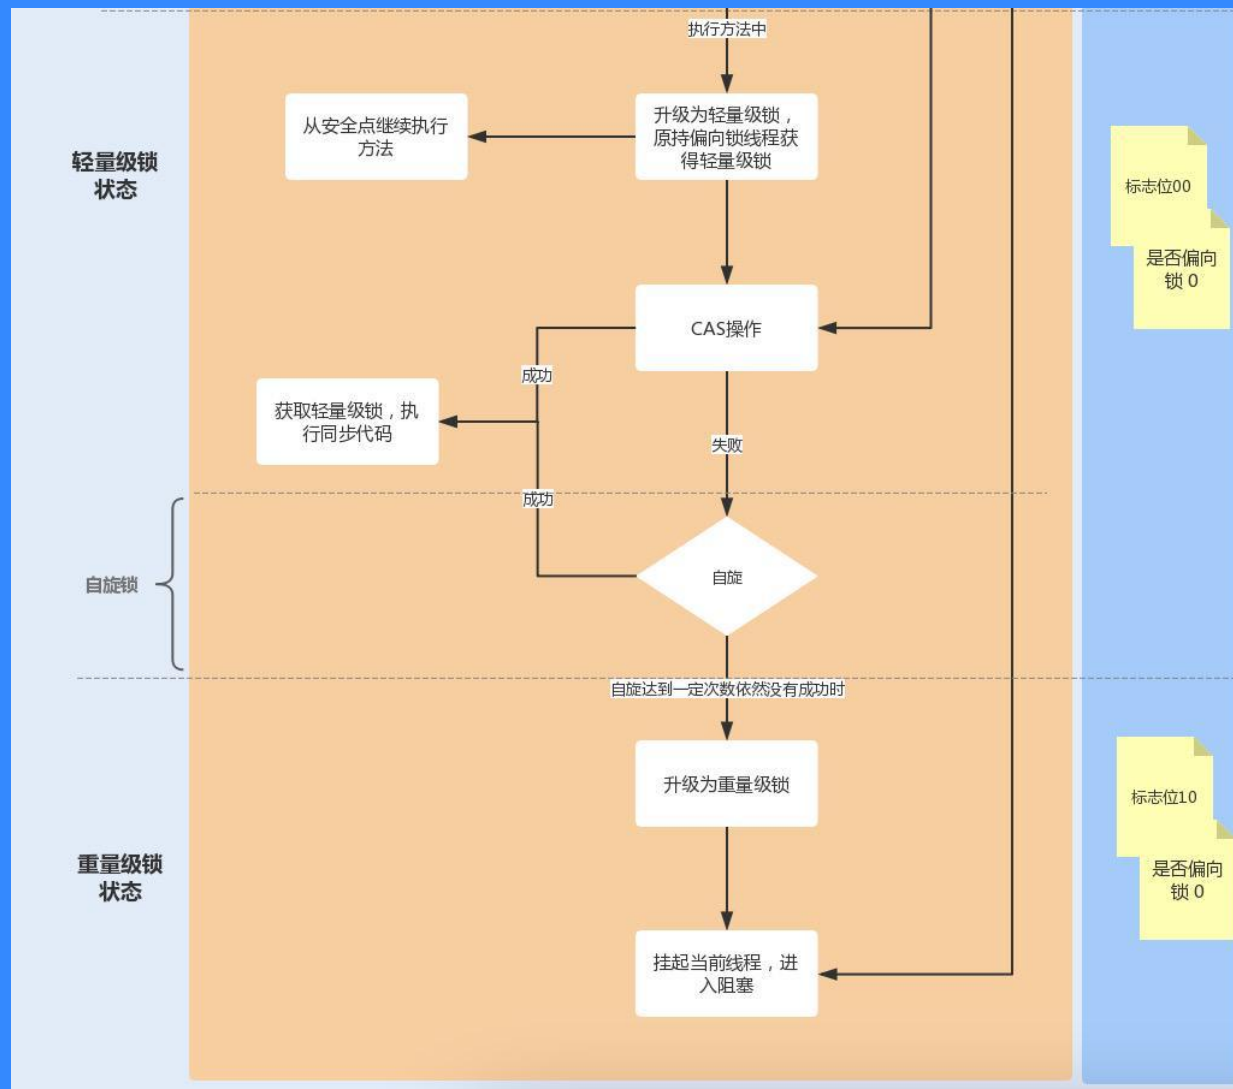 执行方法中
从安全点继续执行
方法
升级为轻量级锁，
原持偏向锁线程获
得轻量级锁
轻量级锁
状态
标志位00
是否偏向
锁 0
CAS操作
成功
获取轻量级锁，执
行同步代码
失败
成功
自旋锁
自旋
自旋达到一定次数依然没有成功时
升级为重量级锁
标志位10
重量级锁
状态
是否偏向
锁 0
挂起当前线程，进
入阻塞